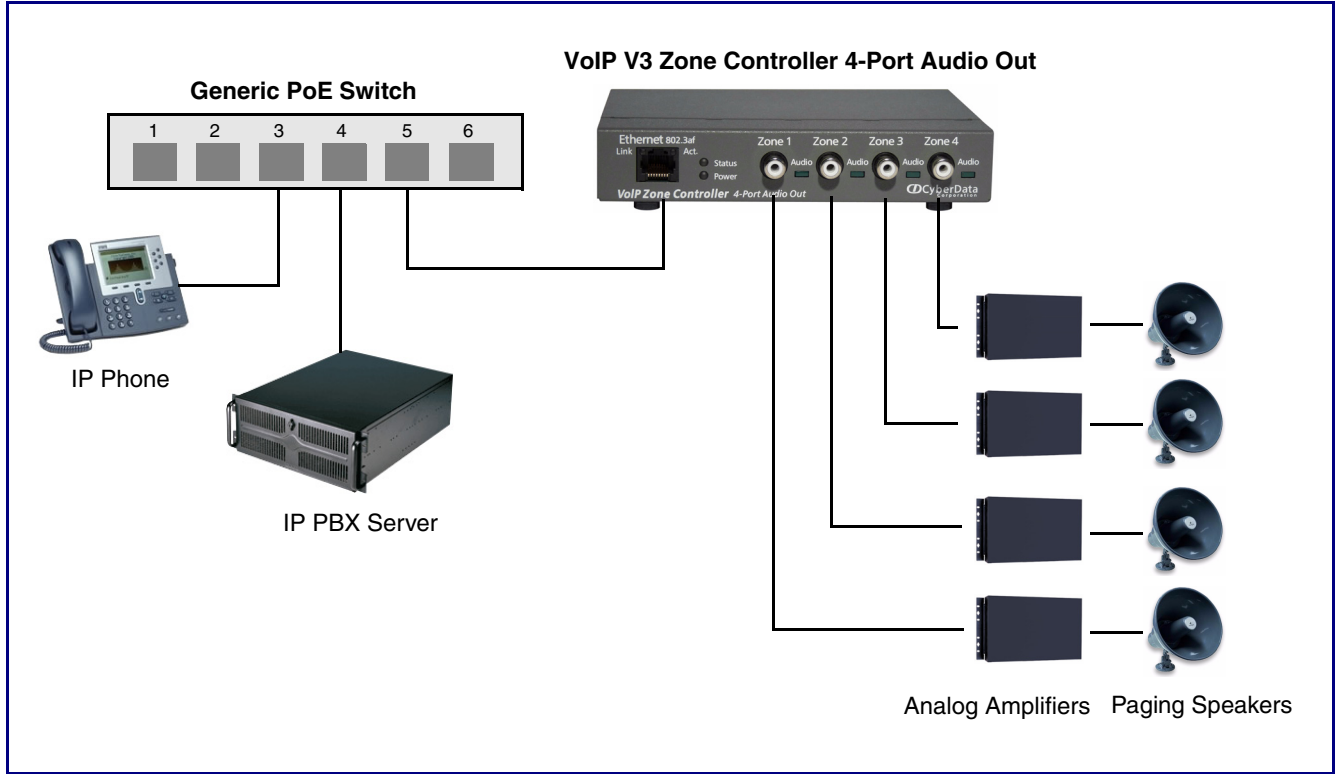 VoIP V3 Zone Controller 4-Port Audio Out
Generic PoE Switch
1 2 3 4 5 6
Ethernet 802.3af
Link Act.
Status
Power
Zone 1 Zone 2 Zone 3 Zone 4
Audio Audio Audio Audio
VoIP Zone Controller 4-Port Audio Out
CyberData
Corporation
IP Phone
IP PBX Server
Analog Amplifiers Paging Speakers